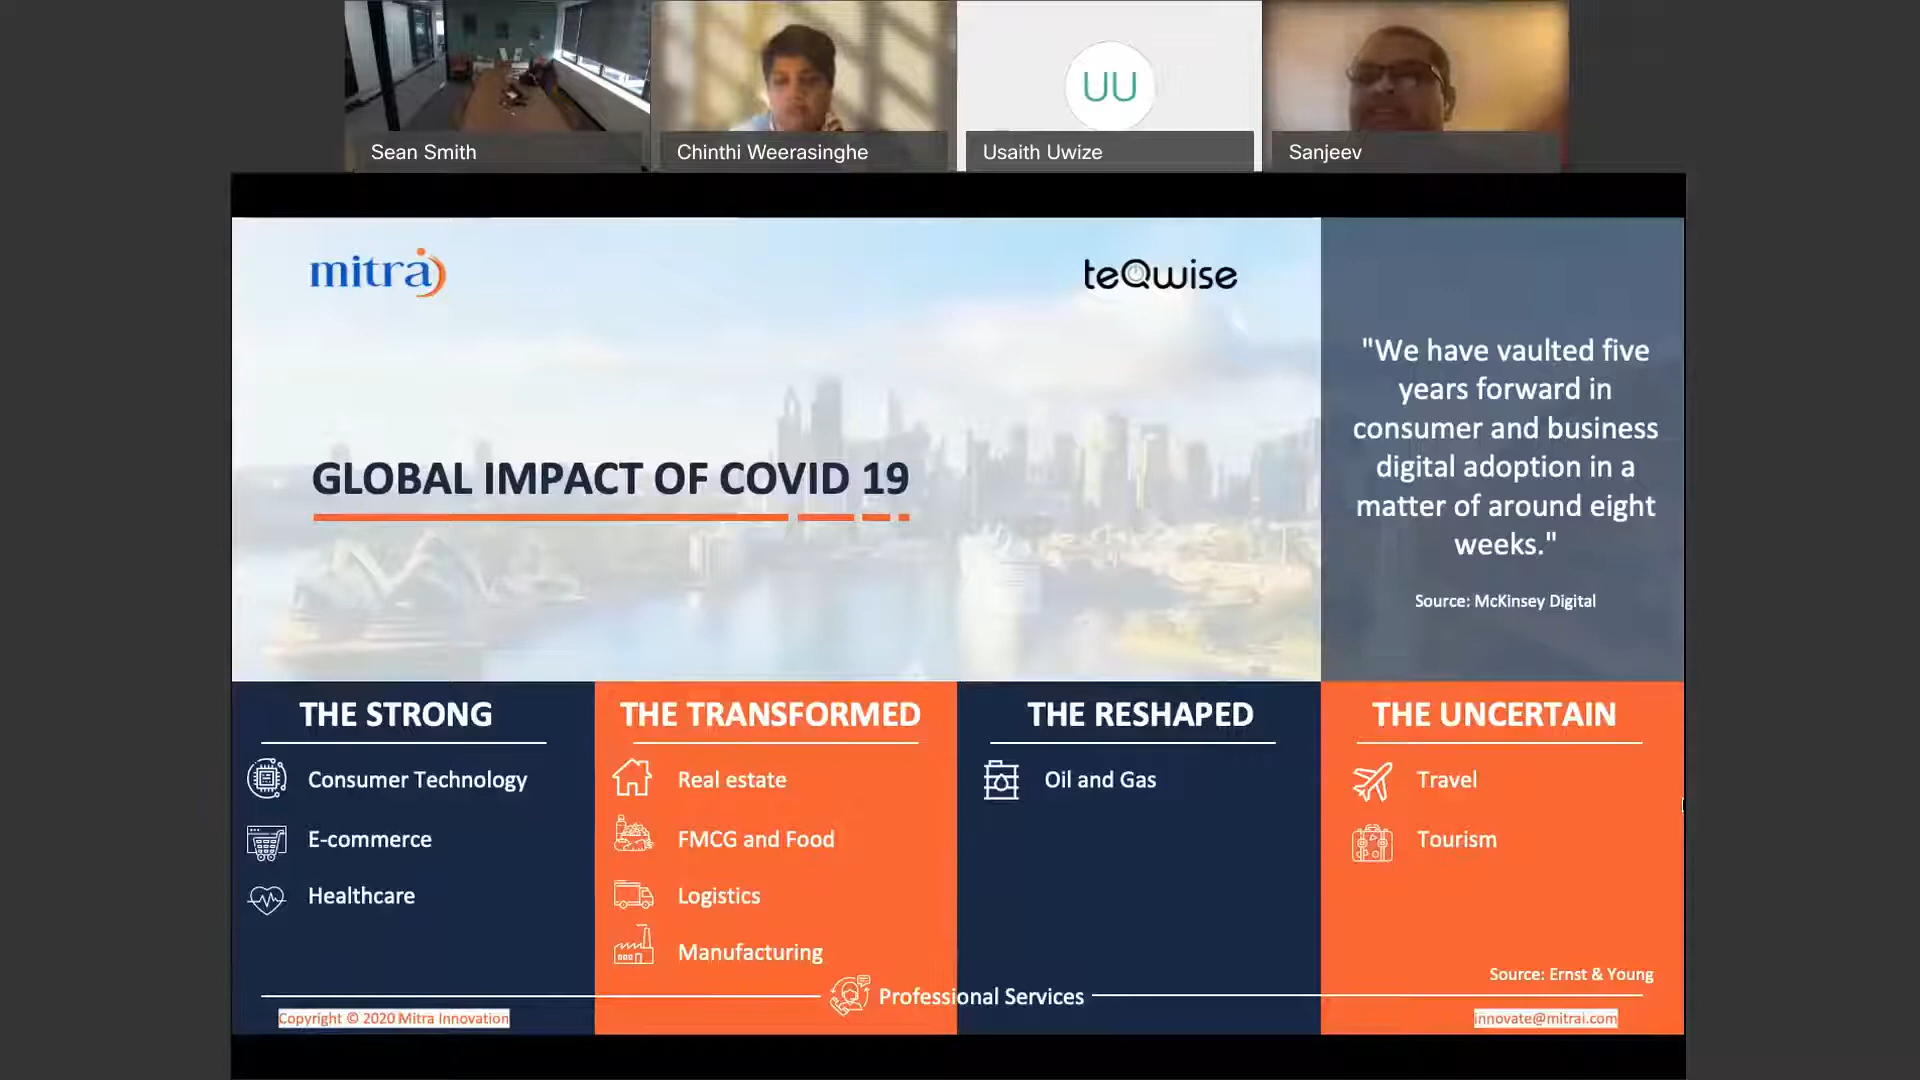 Sean Smith
Chinthi Weerasinghe
UU
Usaith Uwize
Sanjeev
mitrai
teQwise
GLOBAL IMPACT OF COVID 19
"We have vaulted five
years forward in
consumer and business
digital adoption in a
matter of around eight
weeks."
Source: McKinsey Digital
THE STRONG
Consumer Technology
E-commerce
Healthcare
THE TRANSFORMED
Real estate
FMCG and Food
Logistics
Manufacturing
THE RESHAPED
Oil and Gas
THE UNCERTAIN
Travel
Tourism
Source: Ernst & Young
Professional Services
Copyright © 2020 Mitra Innovation
innovate@mitrai.com